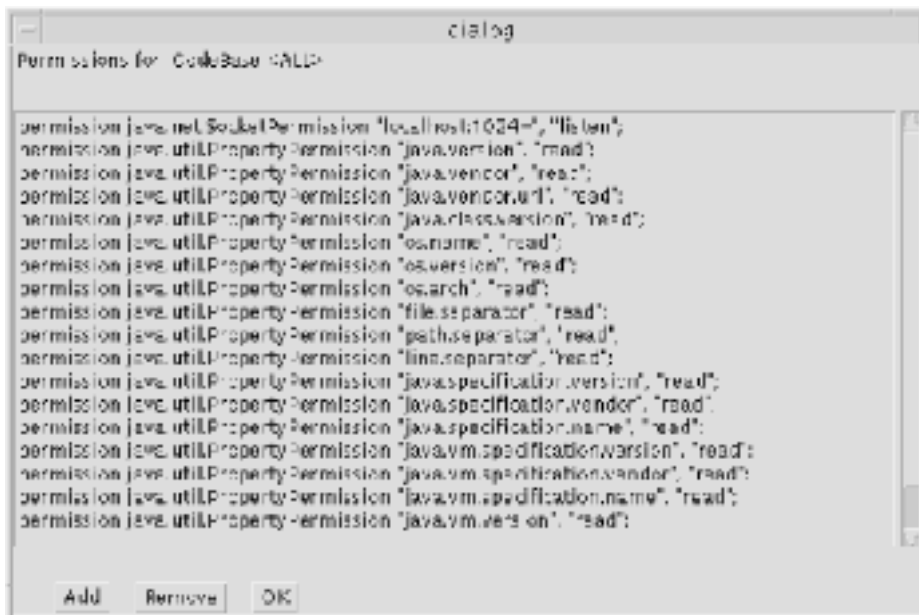 dialog
Permissions for CodeBase <ALL>
permission java.net.SocketPermission "localhost:1024-", "listen";
permission java.util.PropertyPermission "java.version", "read";
permission java.util.PropertyPermission "java.vendor", "read";
permission java.util.PropertyPermission "java.vendor.url", "read";
permission java.util.PropertyPermission "java.class.version", "read";
permission java.util.PropertyPermission "os.name", "read";
permission java.util.PropertyPermission "os.version", "read";
permission java.util.PropertyPermission "os.arch", "read";
permission java.util.PropertyPermission "file.separator", "read";
permission java.util.PropertyPermission "path.separator", "read";
permission java.util.PropertyPermission "line.separator", "read";
permission java.util.PropertyPermission "java.specification.version", "read";
permission java.util.PropertyPermission "java.specification.vendor", "read";
permission java.util.PropertyPermission "java.specification.name", "read";
permission java.util.PropertyPermission "java.vm.specification.version", "read";
permission java.util.PropertyPermission "java.vm.specification.vendor", "read";
permission java.util.PropertyPermission "java.vm.specification.name", "read";
permission java.util.PropertyPermission "java.vm.version", "read";
Add Remove OK